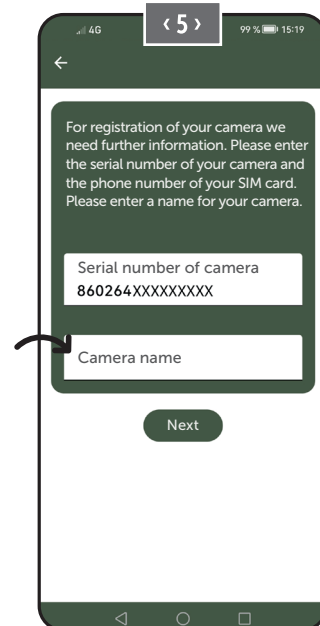 ‹ 5 ›
4G
99 % 15:19
For registration of your camera we
need further information. Please enter
the serial number of your camera and
the phone number of your SIM card.
Please enter a name for your camera.
Serial number of camera
860264XXXXXXXXX
Camera name
Next